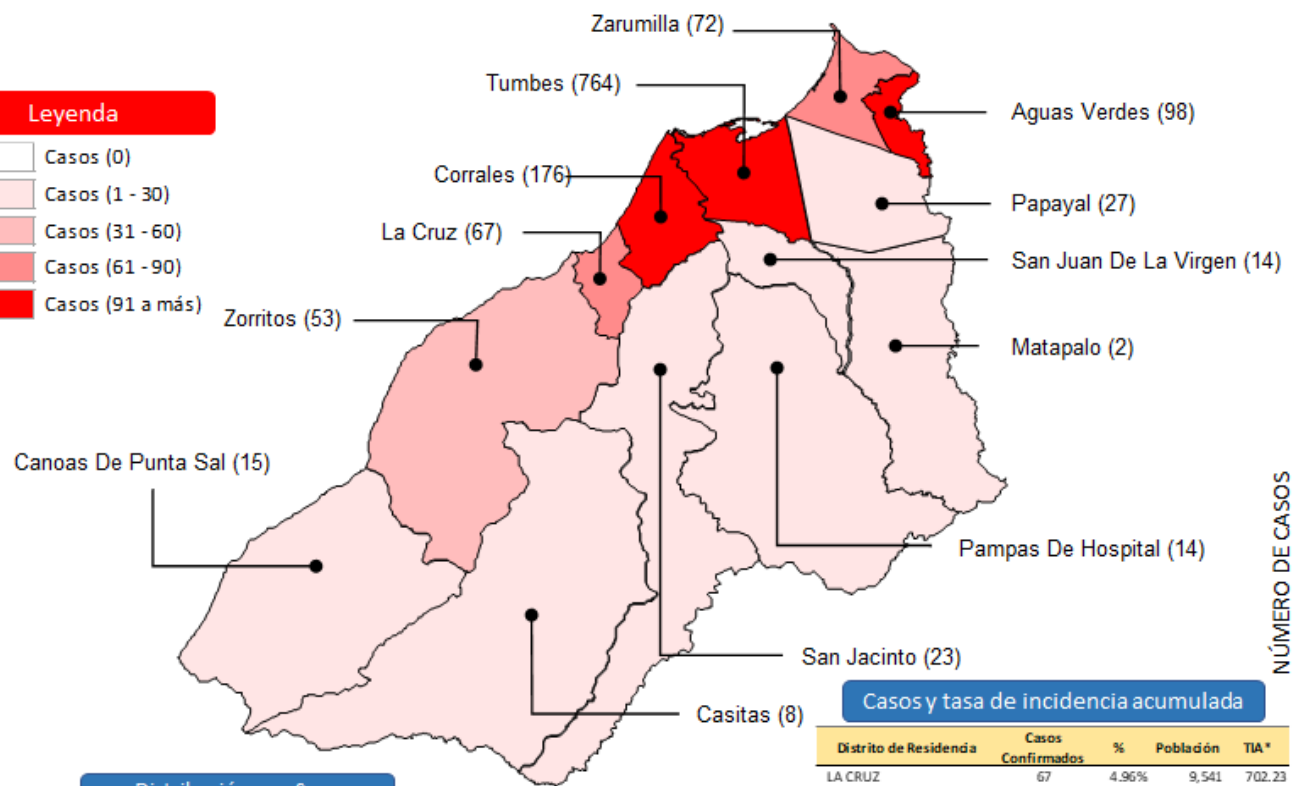 Zarumilla (72)
Tumbes (764)
Leyenda
Aguas Verdes (98)
Casos (0)
Corrales (176)
Casos (1 - 30)
Papayal (27)
Casos (31 - 60)
La Cruz (67)
San Juan De La Virgen (14)
Casos (61 - 90)
Casos (91 a más)
Zorritos (53)
Matapalo (2)
Canoas De Punta Sal (15)
NÚMERO DE CASOS
Pampas De Hospital (14)
San Jacinto (23)
Casos y tasa de incidencia acumulada
Casitas (8)
Distrito de Residencia Casos Confirmados % Población TIA*
LA CRUZ 67 4.96% 9,541 702.23